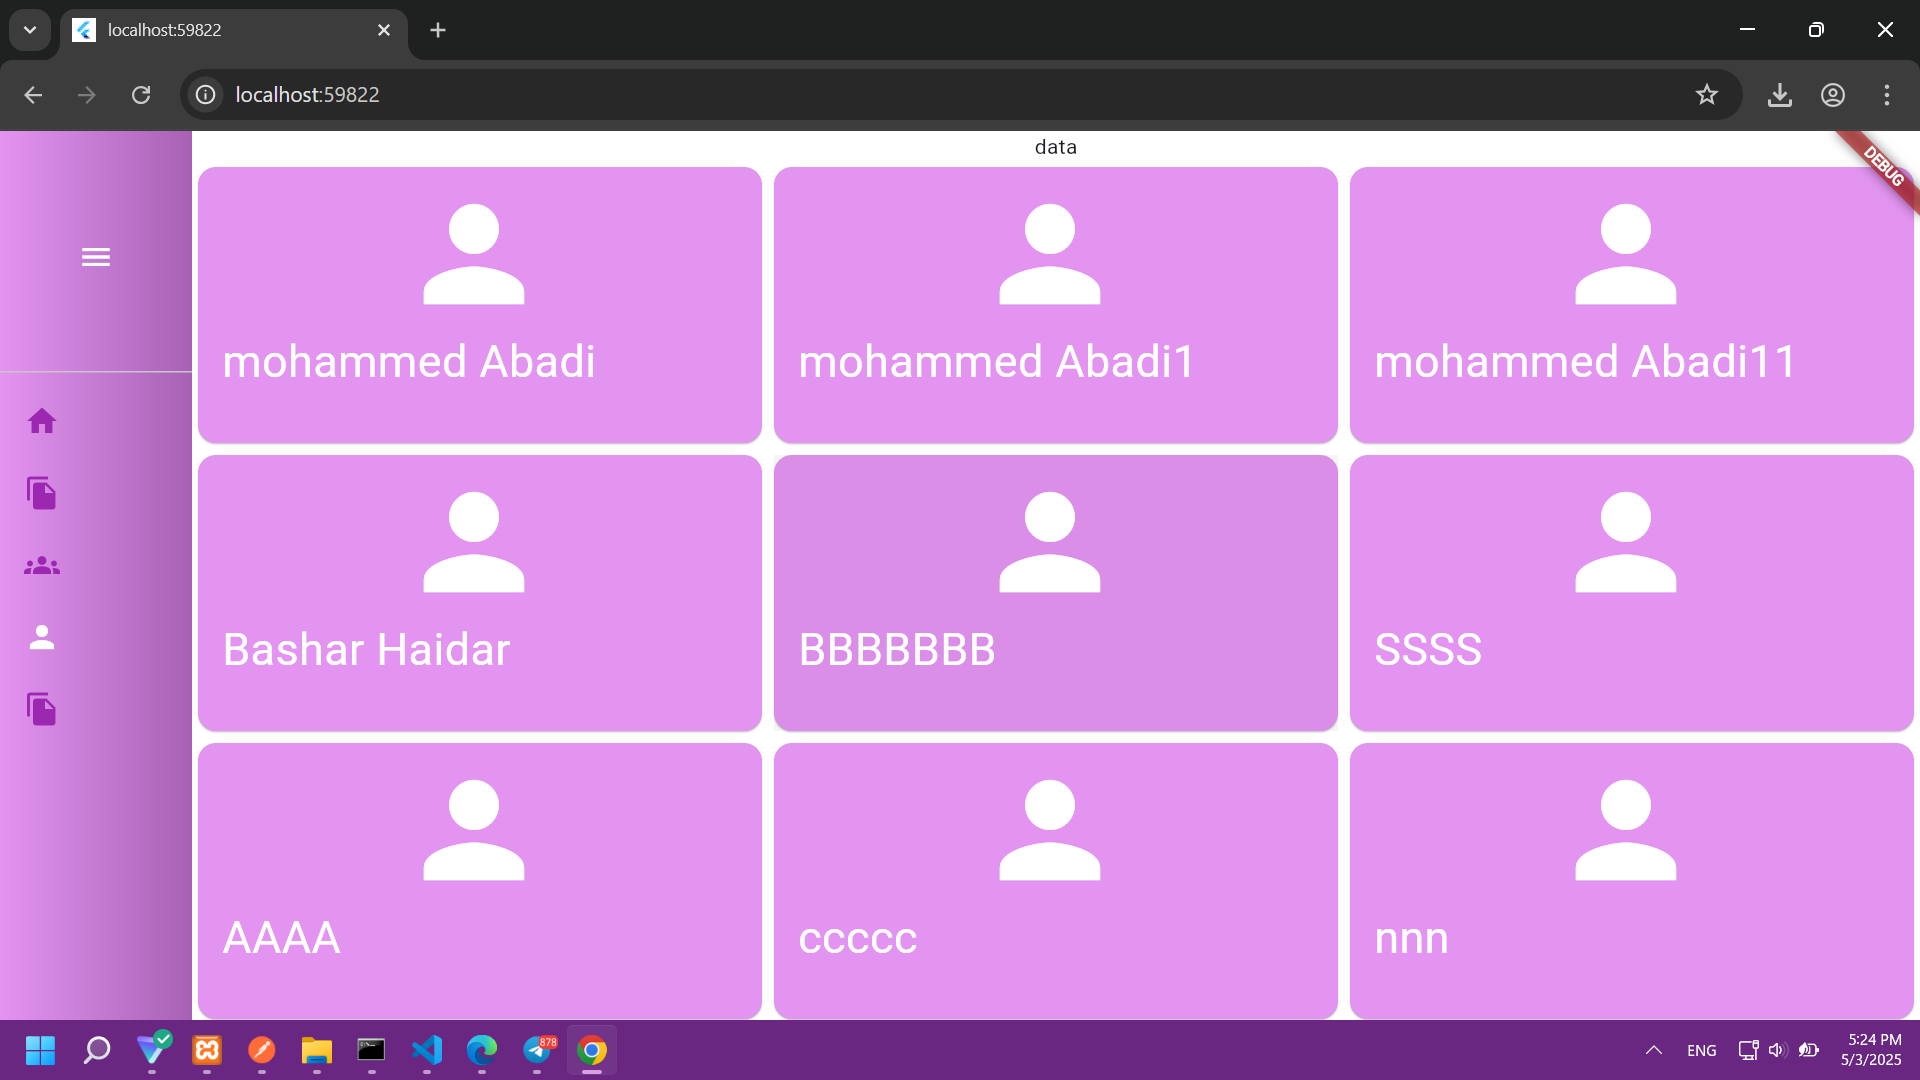 localhost:59822
localhost:59822
data
DEBUG
mohammed Abadi
mohammed Abadi1
mohammed Abadi11
Bashar Haidar
BBBBBBB
SSSS
AAAA
ccccc
nnn
878
ENG
5:24 PM
5/3/2025